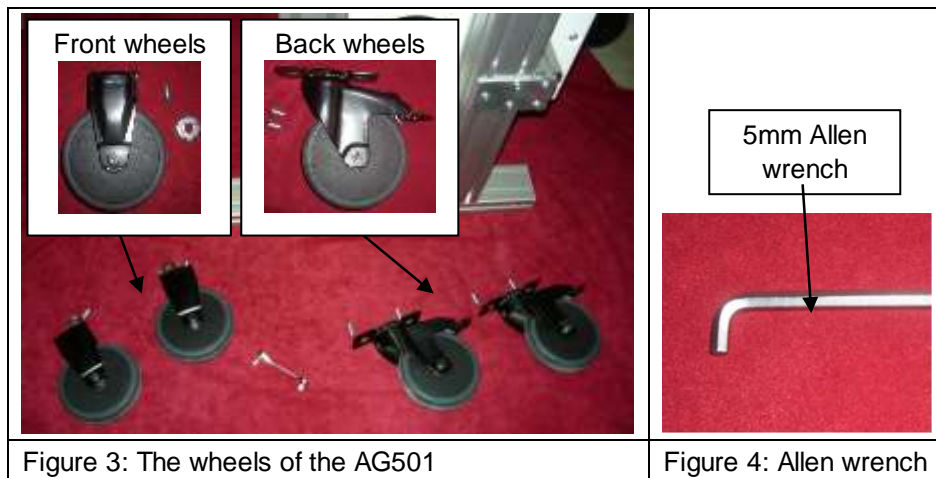 Front wheels
Back wheels
5mm Allen
wrench
Figure 3: The wheels of the AG501
Figure 4: Allen wrench